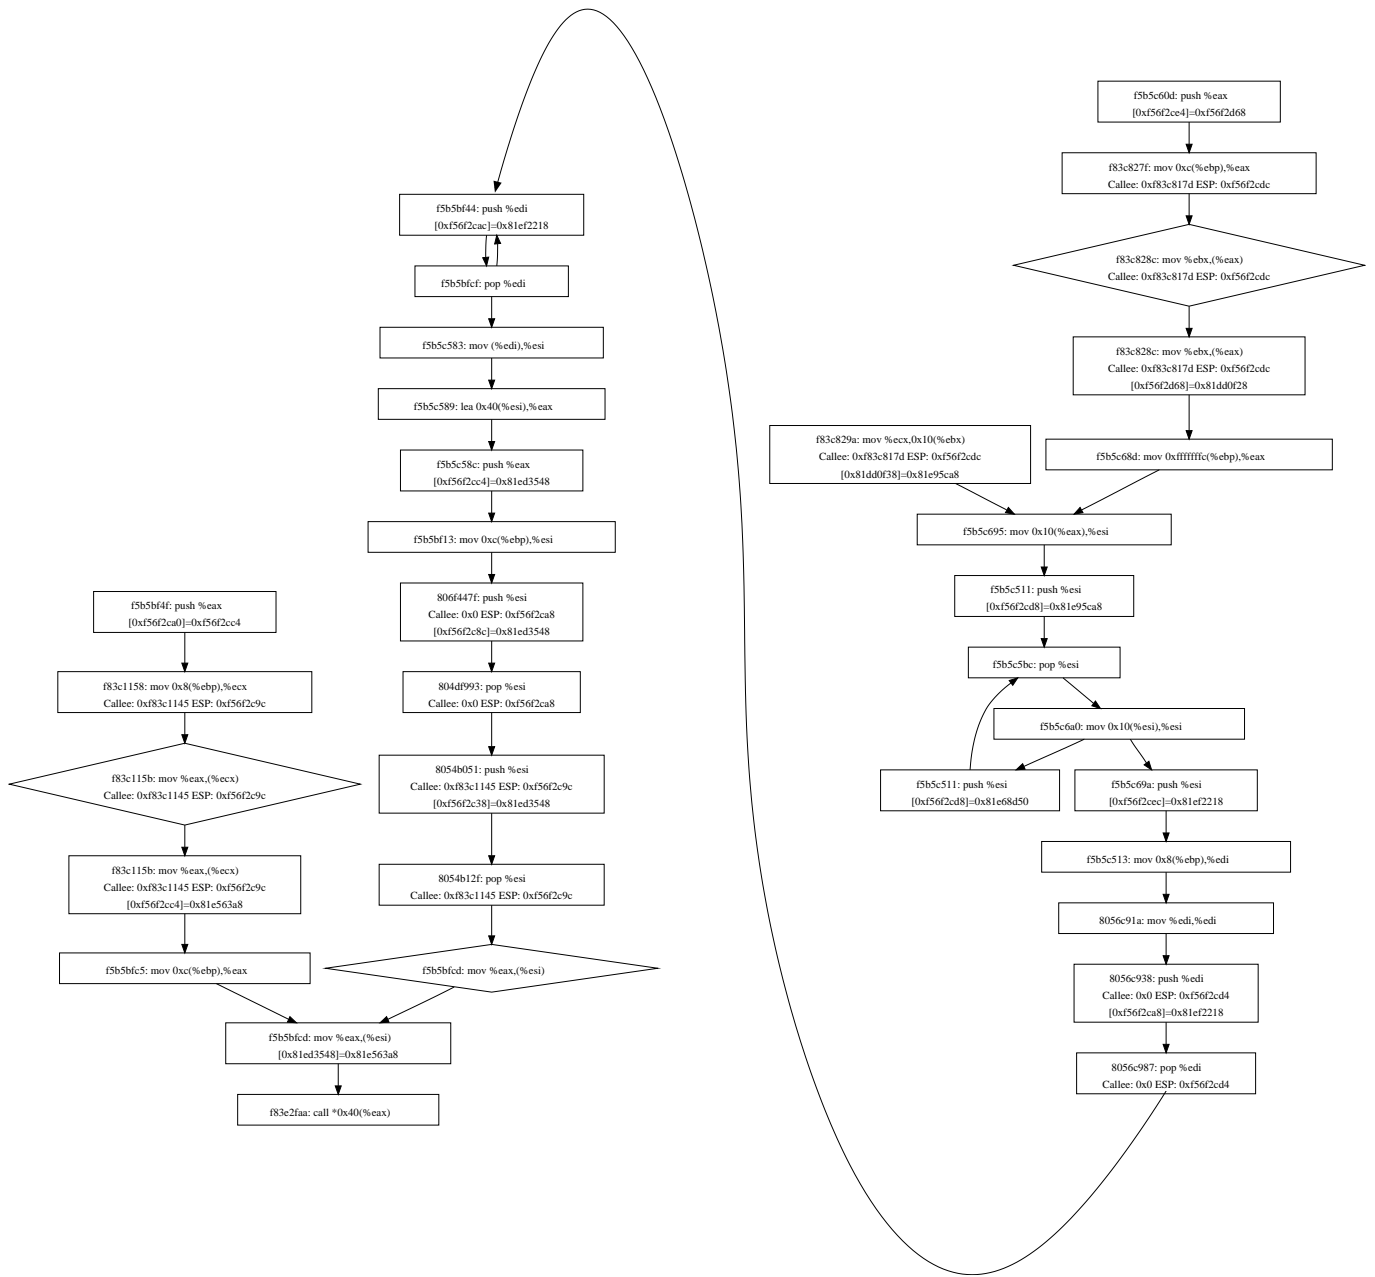 f5b5bf4f: push %eax
[0xf56f2ca0]=0xf56f2cc4
f83c1158: mov 0x8(%ebp),%ecx
Callee: 0xf83c1145 ESP: 0xf56f2c9c
f83c115b: mov %eax,(%ecx)
Callee: 0xf83c1145 ESP: 0xf56f2c9c
f83c115b: mov %eax,(%ecx)
Callee: 0xf83c1145 ESP: 0xf56f2c9c
[0xf56f2cc4]=0x81e563a8
f5b5bfc5: mov 0xc(%ebp),%eax
f5b5bf44: push %edi
[0xf56f2cac]=0x81ef2218
f5b5bfcf: pop %edi
f5b5c583: mov (%edi),%esi
f5b5c589: lea 0x40(%esi),%eax
f5b5c58c: push %eax
[0xf56f2cc4]=0x81ed3548
f5b5bf13: mov 0xc(%ebp),%esi
806f447f: push %esi
Callee: 0x0 ESP: 0xf56f2ca8
[0xf56f2c8c]=0x81ed3548
804df993: pop %esi
Callee: 0x0 ESP: 0xf56f2ca8
8054b051: push %esi
Callee: 0xf83c1145 ESP: 0xf56f2c9c
[0xf56f2c38]=0x81ed3548
8054b12f: pop %esi
Callee: 0xf83c1145 ESP: 0xf56f2c9c
f5b5bfcd: mov %eax,(%esi)
f5b5bfcd: mov %eax,(%esi)
[0x81ed3548]=0x81e563a8
f83e2faa: call *0x40(%eax)
f5b5c60d: push %eax
[0xf56f2ce4]=0xf56f2d68
f83c827f: mov 0xc(%ebp),%eax
Callee: 0xf83c817d ESP: 0xf56f2cdc
f83c828c: mov %ebx,(%eax)
Callee: 0xf83c817d ESP: 0xf56f2cdc
f83c828c: mov %ebx,(%eax)
Callee: 0xf83c817d ESP: 0xf56f2cdc
[0xf56f2d68]=0x81dd0f28
f83c829a: mov %ecx,0x10(%ebx)
Callee: 0xf83c817d ESP: 0xf56f2cdc
[0x81dd0f38]=0x81e95ca8
f5b5c68d: mov 0xfffffffc(%ebp),%eax
f5b5c695: mov 0x10(%eax),%esi
f5b5c511: push %esi
[0xf56f2cd8]=0x81e95ca8
f5b5c5bc: pop %esi
f5b5c6a0: mov 0x10(%esi),%esi
f5b5c511: push %esi
[0xf56f2cd8]=0x81e68d50
f5b5c69a: push %esi
[0xf56f2cec]=0x81ef2218
f5b5c513: mov 0x8(%ebp),%edi
8056c91a: mov %edi,%edi
8056c938: push %edi
Callee: 0x0 ESP: 0xf56f2cd4
[0xf56f2ca8]=0x81ef2218
8056c987: pop %edi
Callee: 0x0 ESP: 0xf56f2cd4